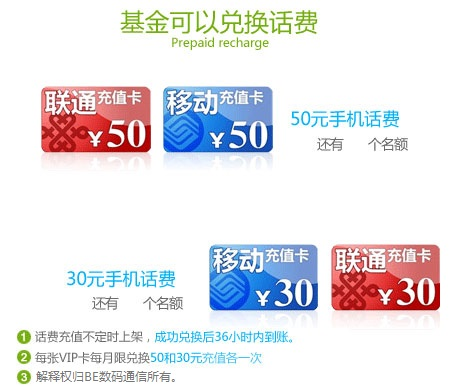 基金可以兑换话费
Prepaid recharge
联通充值卡
¥50
移动充值卡
¥50
50元手机话费
还有 个名额
30元手机话费
还有 个名额
移动充值卡
¥30
联通充值卡
¥30
1 话费充值不定时上架，成功兑换后36小时内到账。
2 每张VIP卡每月限兑换50和30元充值各一次
3 解释权归BE数码通信所有。